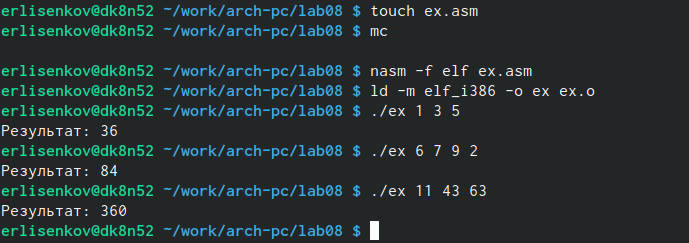 erlisenkov@dk8n52 ~/work/arch-pc/lab08 $ touch ex.asm
erlisenkov@dk8n52 ~/work/arch-pc/lab08 $ mc
erlisenkov@dk8n52 ~/work/arch-pc/lab08 $ nasm -f elf ex.asm
erlisenkov@dk8n52 ~/work/arch-pc/lab08 $ ld -m elf_i386 -o ex ex.o
erlisenkov@dk8n52 ~/work/arch-pc/lab08 $ ./ex 1 3 5
Результат: 36
erlisenkov@dk8n52 ~/work/arch-pc/lab08 $ ./ex 6 7 9 2
Результат: 84
erlisenkov@dk8n52 ~/work/arch-pc/lab08 $ ./ex 11 43 63
Результат: 360
erlisenkov@dk8n52 ~/work/arch-pc/lab08 $